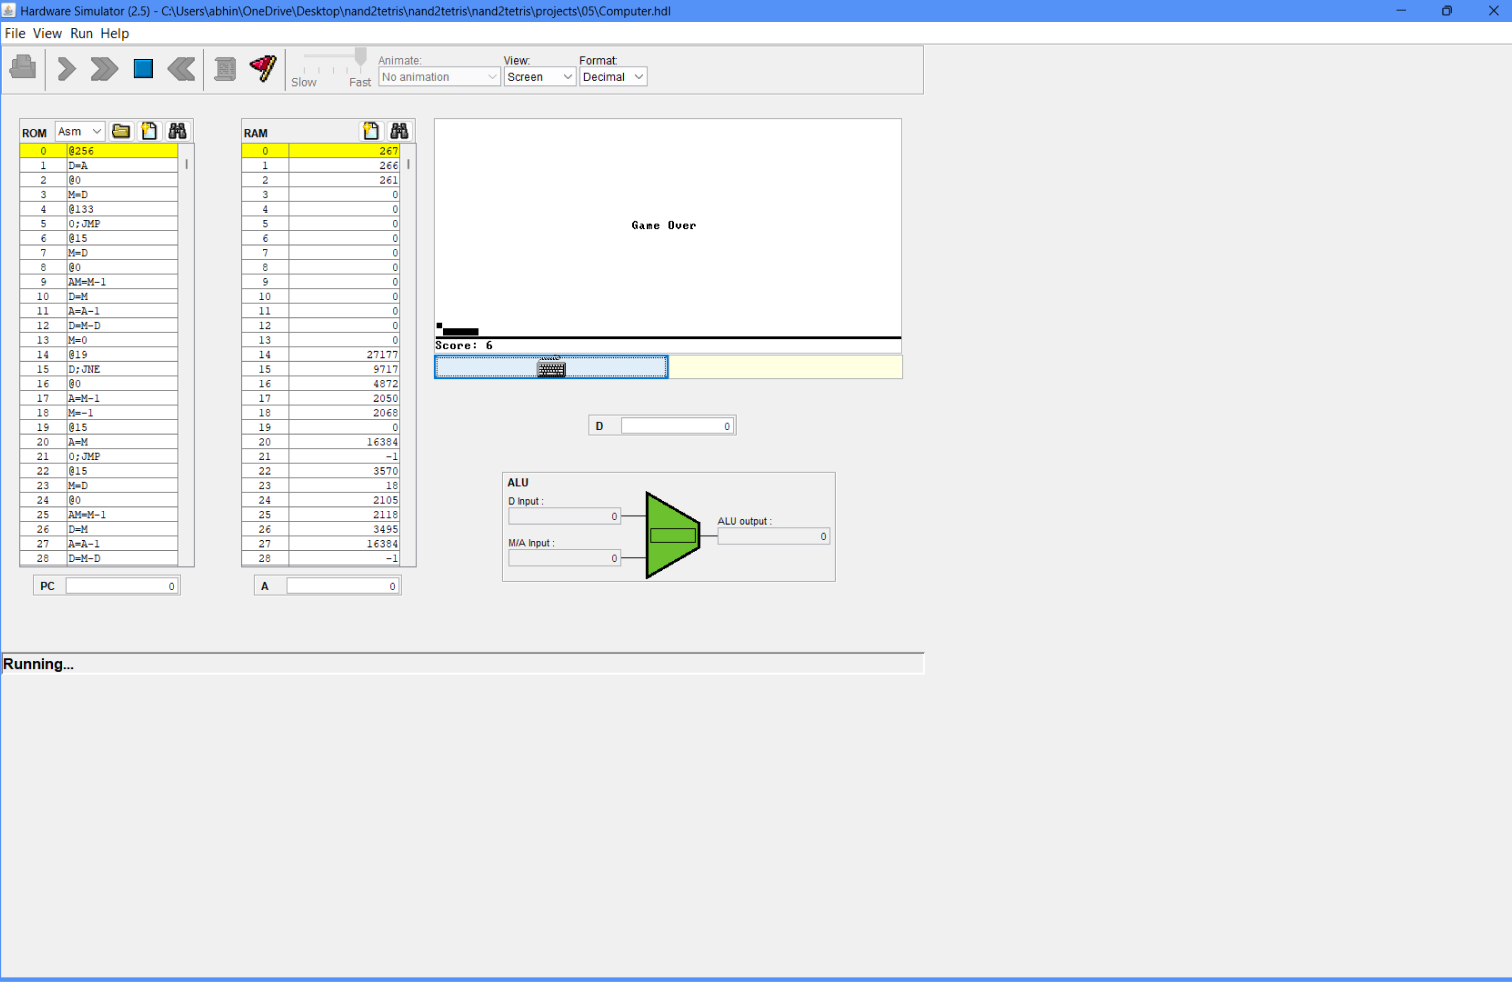 Hardware Simulator (2.5) - C:\Users\abhin\OneDrive\Desktop\nand2tetris\nand2tetris\nand2tetris\projects\05\Computer.hdl
File View Run Help
Slow Fast
Animate: View: Format:
No animation Screen Decimal
ROM Asm RAM
0 @256 0 267
1 D=A 1 266
2 @0 2 261
3 M=D 3 0
4 @133 4 0
5 0;JMP 5 0
6 @15 6 0
7 M=D 7 0
8 @0 8 0
9 AM=M-1 9 0
10 D=M 10 0
11 A=A-1 11 0
12 D=M-D 12 0
13 M=0 13 0
14 @19 14 27177
15 D;JNE 15 9717
16 @0 16 4872
17 A=M-1 17 2050
18 M=-1 18 2068
19 @15 19 0
20 A=M 20 16384
21 0;JMP 21 -1
22 @15 22 3570
23 M=D 23 18
24 @0 24 2105
25 AM=M-1 25 2118
26 D=M 26 3495
27 A=A-1 27 16384
28 D=M-D 28 -1
PC 0 A 0
Game Over
Score: 6
D 0
ALU
D Input :
0
M/A Input :
0
ALU output :
0
Running...